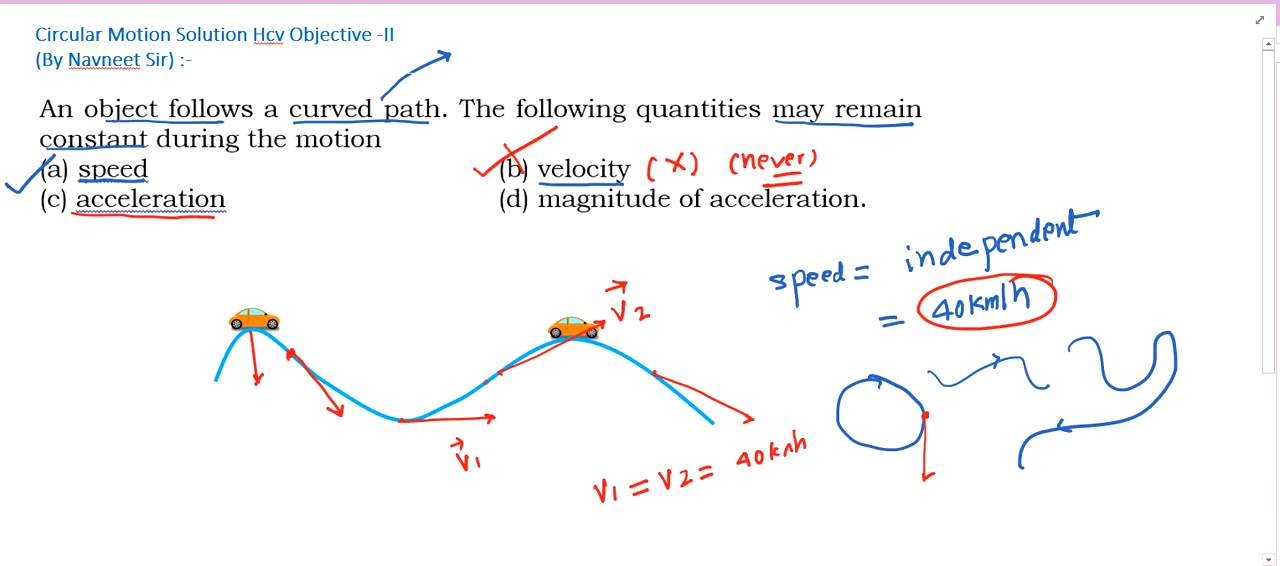 Circular Motion Solution Hcv Objective -II
(By Navneet Sir) :-
An object follows a curved path. The following quantities may remain
constant during the motion
(a) speed (b) velocity (X) (never)
(c) acceleration (d) magnitude of acceleration.
speed = independent
= 40km/h
V2
V1
V1 = V2 = 40kmh